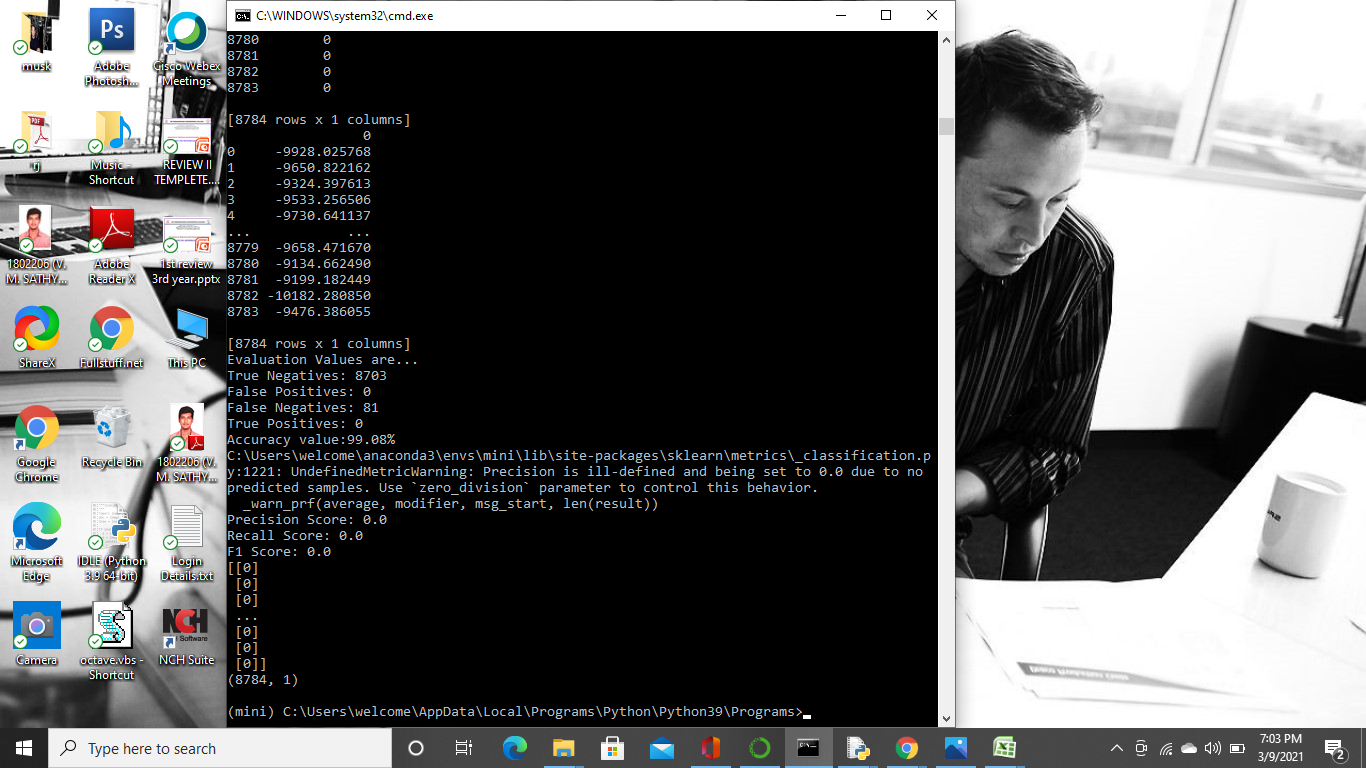 musk
Adobe Photosh...
Cisco Webex Meetings
rj
Music - Shortcut
REVIEW II TEMPLETE....
1802206 (V. M. SATHY...
Adobe Reader X
1st review 3rd year.pptx
ShareX
Fullstuff.net
This PC
Google Chrome
Recycle Bin
1802206 (V. M. SATHY...
Microsoft Edge
IDLE (Python 3.9 64-bit)
Login Details.txt
Camera
octave.vbs - Shortcut
NCH Suite
Ps
PDF
NCH
Software
C:\WINDOWS\system32\cmd.exe
8780        0
8781        0
8782        0
8783        0
[8784 rows x 1 columns]
                 0
0     -9928.025768
1     -9650.822162
2     -9324.397613
3     -9533.256506
4     -9730.641137
...            ...
8779  -9658.471670
8780  -9134.662490
8781  -9199.182449
8782 -10182.280850
8783  -9476.386055
[8784 rows x 1 columns]
Evaluation Values are...
True Negatives: 8703
False Positives: 0
False Negatives: 81
True Positives: 0
Accuracy value:99.08%
C:\Users\welcome\anaconda3\envs\mini\lib\site-packages\sklearn\metrics\_classification.p
y:1221: UndefinedMetricWarning: Precision is ill-defined and being set to 0.0 due to no
predicted samples. Use `zero_division` parameter to control this behavior.
  _warn_prf(average, modifier, msg_start, len(result))
Precision Score: 0.0
Recall Score: 0.0
F1 Score: 0.0
[[0]
 [0]
 [0]
 ...
 [0]
 [0]
 [0]]
(8784, 1)
(mini) C:\Users\welcome\AppData\Local\Programs\Python\Python39\Programs>
Type here to search
7:03 PM
3/9/2021
2